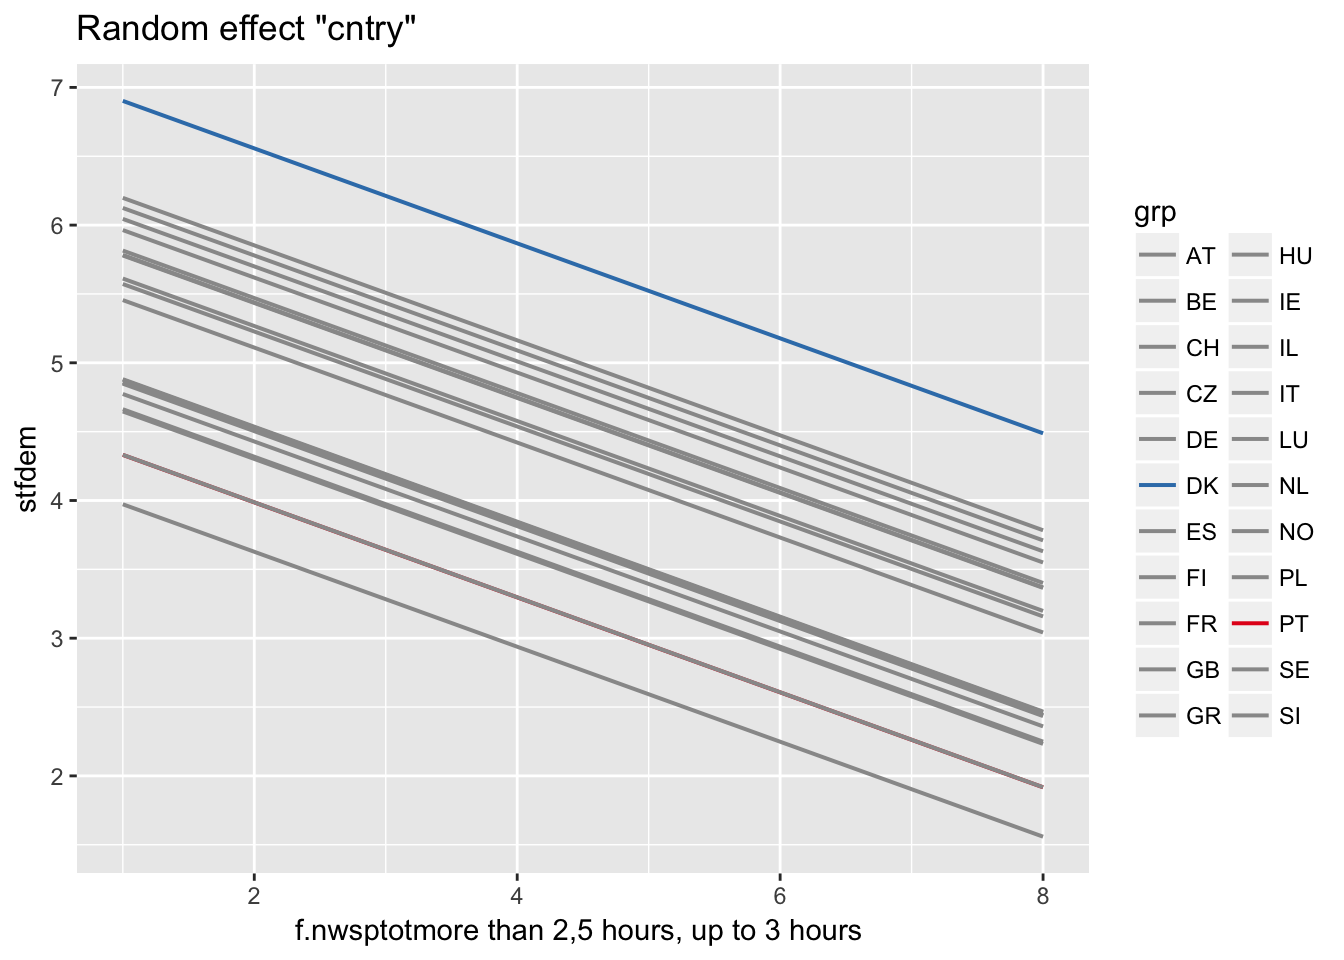 Random effect "cntry"
7
6
5
4
3
2
stfdem
2
4
6
8
f.nwsptotmore than 2,5 hours, up to 3 hours
grp
AT
BE
CH
CZ
DE
DK
ES
FI
FR
GB
GR
HU
IE
IL
IT
LU
NL
NO
PL
PT
SE
SI